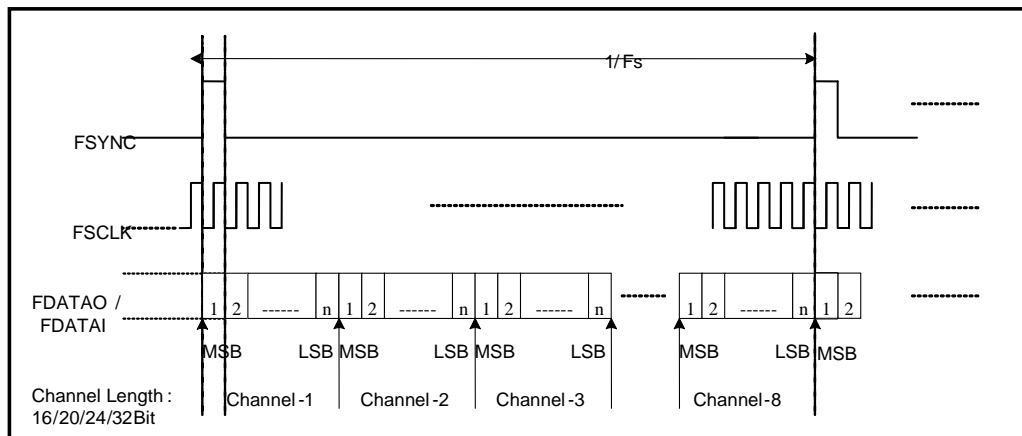 1/Fs
FSYNC
FSCLK
FDATAO /
FDATAI
1 2 ------ n 1 2 ------ n 1 2 ------ n 1 2 ------ n 1 2
MSB LSB MSB LSB MSB LSB MSB LSB MSB
Channel Length : 16/20/24/32Bit
Channel-1 Channel-2 Channel-3 Channel-8